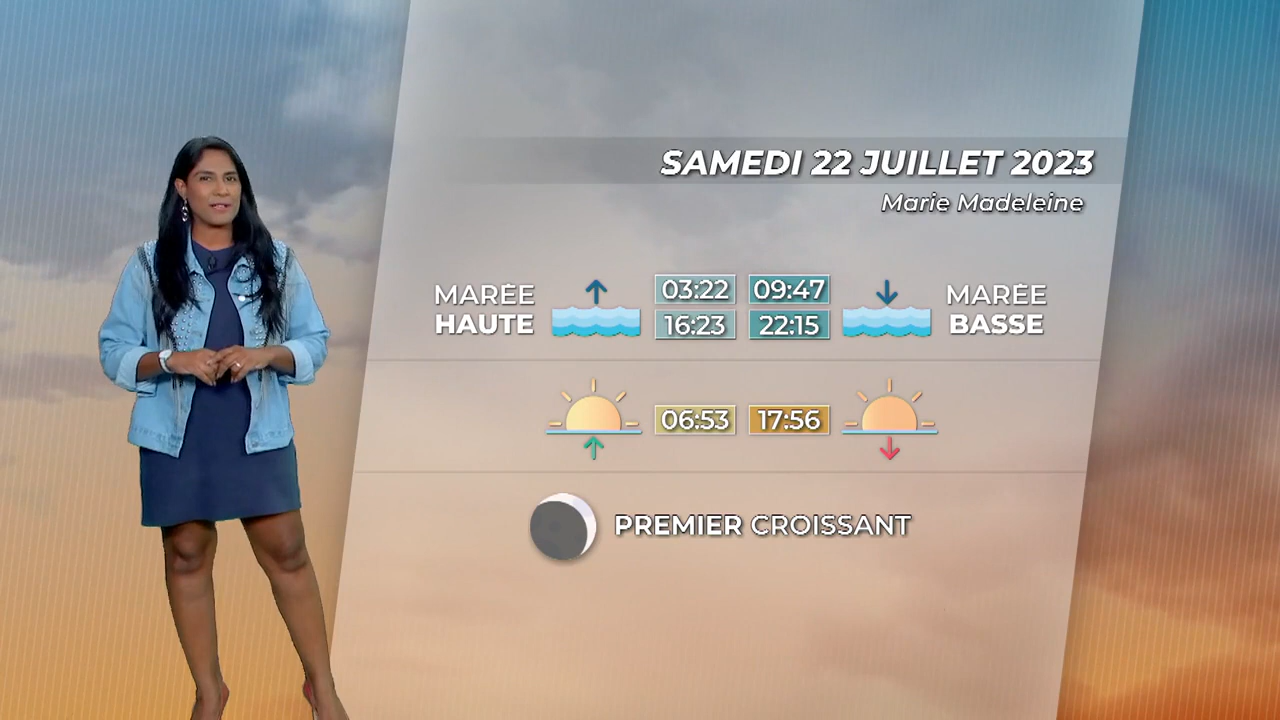 SAMEDI 22 JUILLET 2023
Marie Madeleine
MARÉE HAUTE
03:22 09:47
16:23 22:15
MARÉE BASSE
06:53 17:56
PREMIER CROISSANT